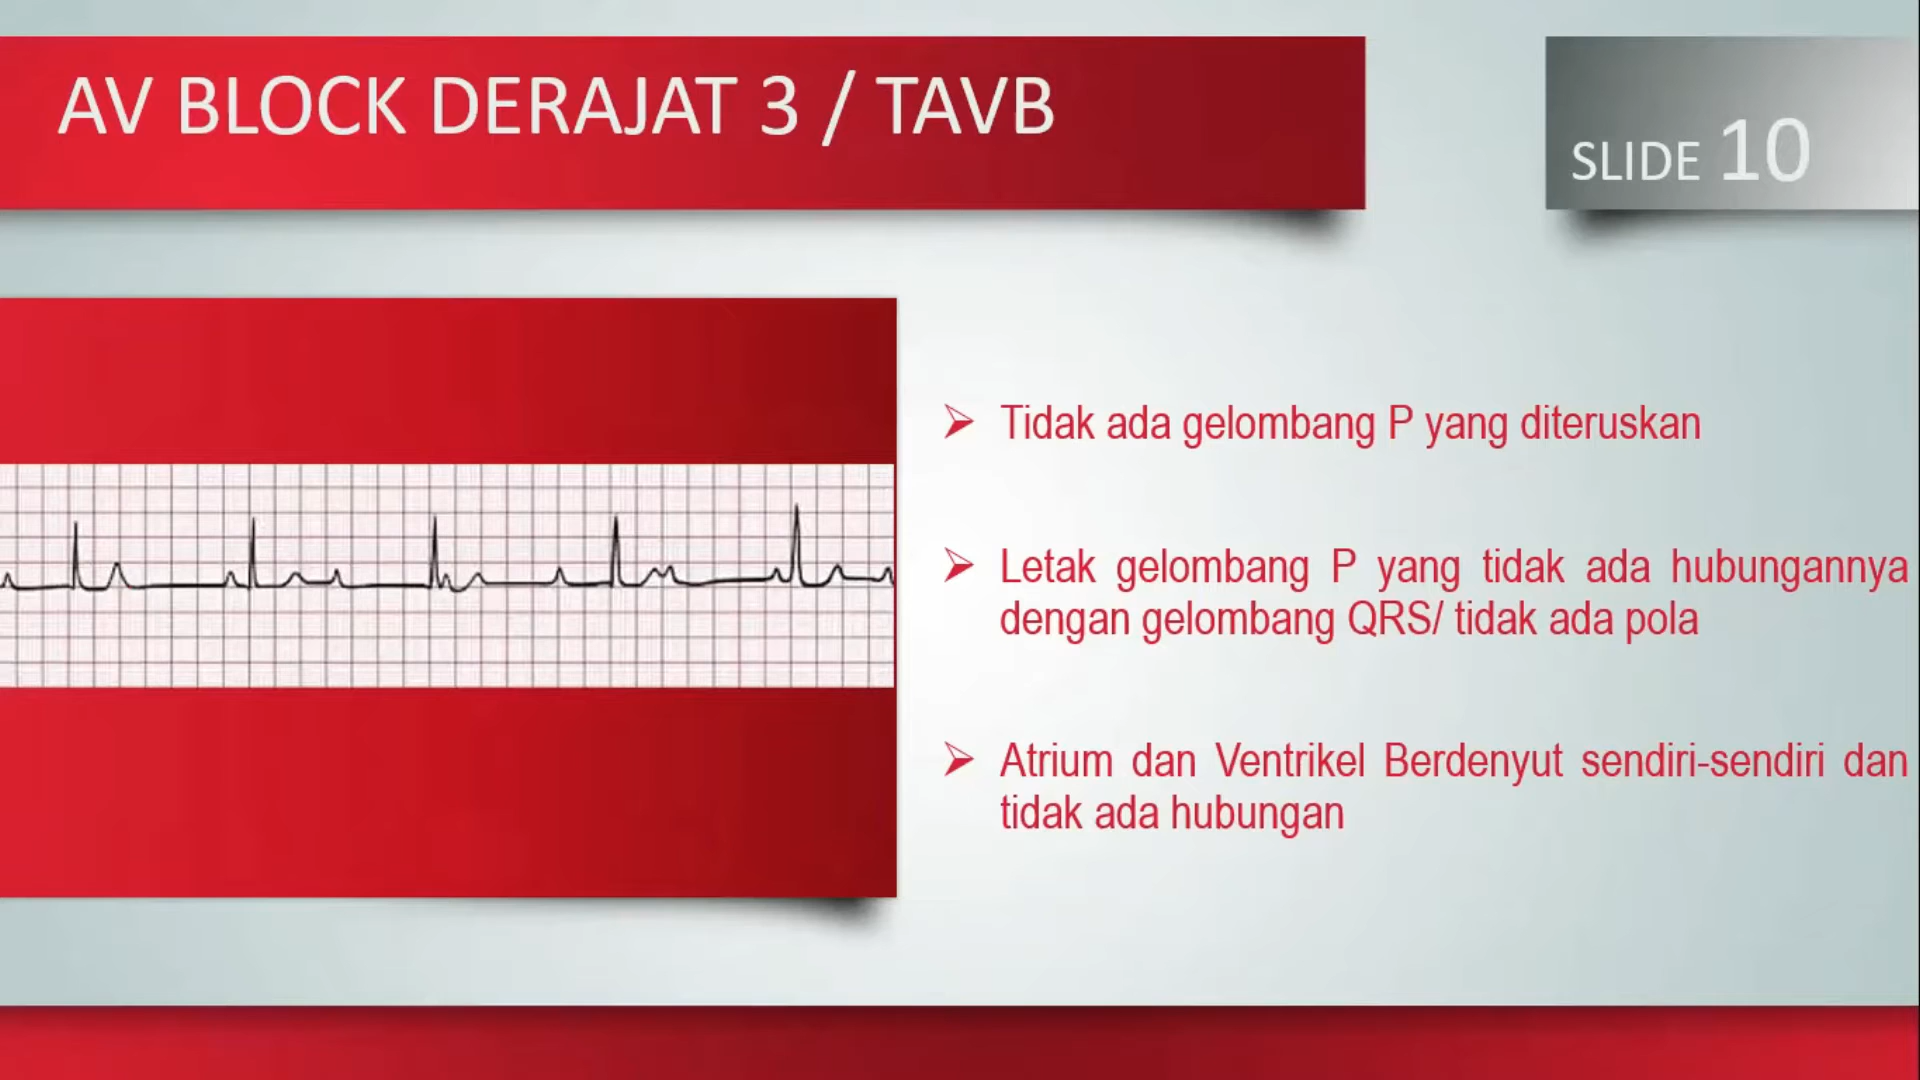 AV BLOCK DERAJAT 3 / TAVB
SLIDE 10
Tidak ada gelombang P yang diteruskan
Letak gelombang P yang tidak ada hubungannya
dengan gelombang QRS/ tidak ada pola
Atrium dan Ventrikel Berdenyut sendiri-sendiri dan
tidak ada hubungan